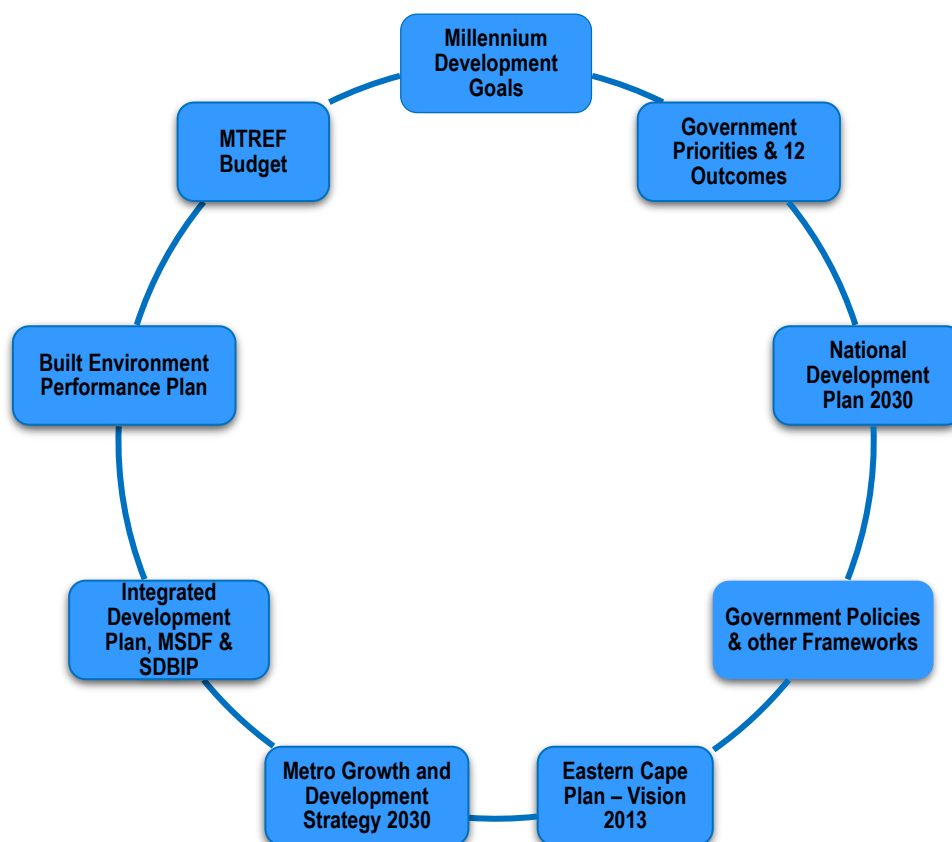 Millennium
Development
Goals
Government
Priorities & 12
Outcomes
National
Development
Plan 2030
Government Policies
& other Frameworks
Eastern Cape
Plan – Vision
2013
Metro Growth and
Development
Strategy 2030
Integrated
Development
Plan, MSDF &
SDBIP
Built Environment
Performance Plan
MTREF
Budget